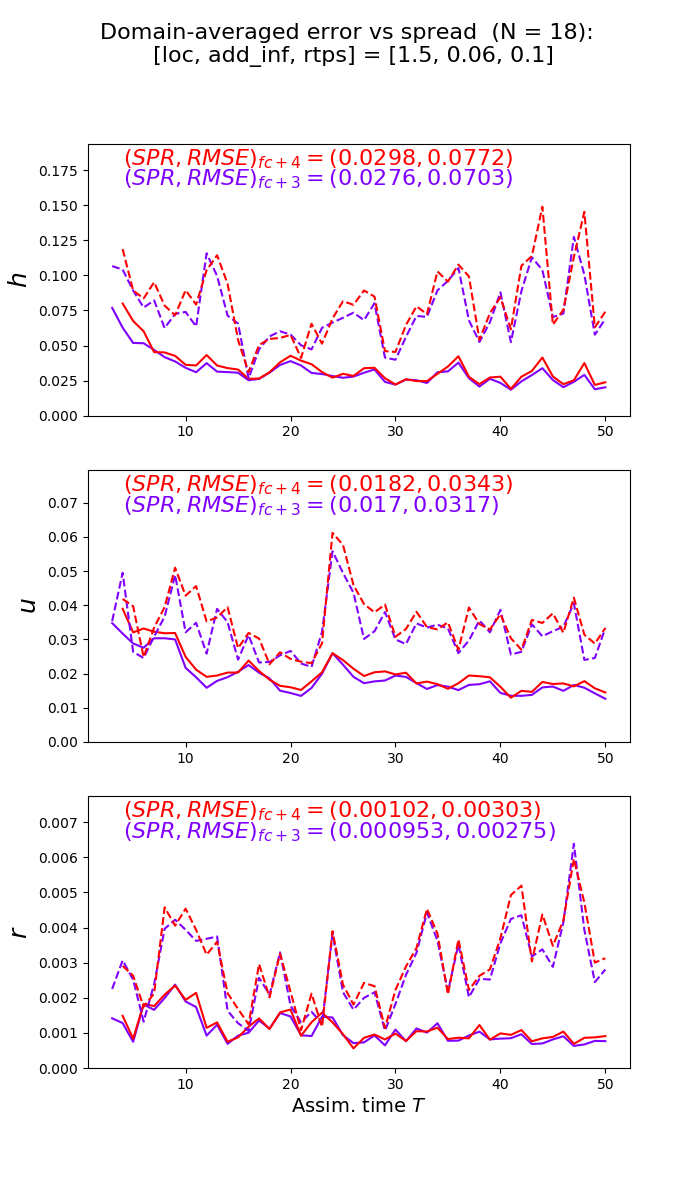 Domain-averaged error vs spread (N = 18):
[loc, add_inf, rtps] = [1.5, 0.06, 0.1]
(SPR, RMSE)fc+4 = (0.0298, 0.0772)
(SPR, RMSE)fc+3 = (0.0276, 0.0703)
0.175
0.150
0.125
0.100
0.075
0.050
0.025
0.000
h
10 20 30 40 50
(SPR, RMSE)fc+4 = (0.0182, 0.0343)
(SPR, RMSE)fc+3 = (0.017, 0.0317)
0.07
0.06
0.05
0.04
0.03
0.02
0.01
0.00
u
10 20 30 40 50
(SPR, RMSE)fc+4 = (0.00102, 0.00303)
(SPR, RMSE)fc+3 = (0.000953, 0.00275)
0.007
0.006
0.005
0.004
0.003
0.002
0.001
0.000
r
10 20 30 40 50
Assim. time T